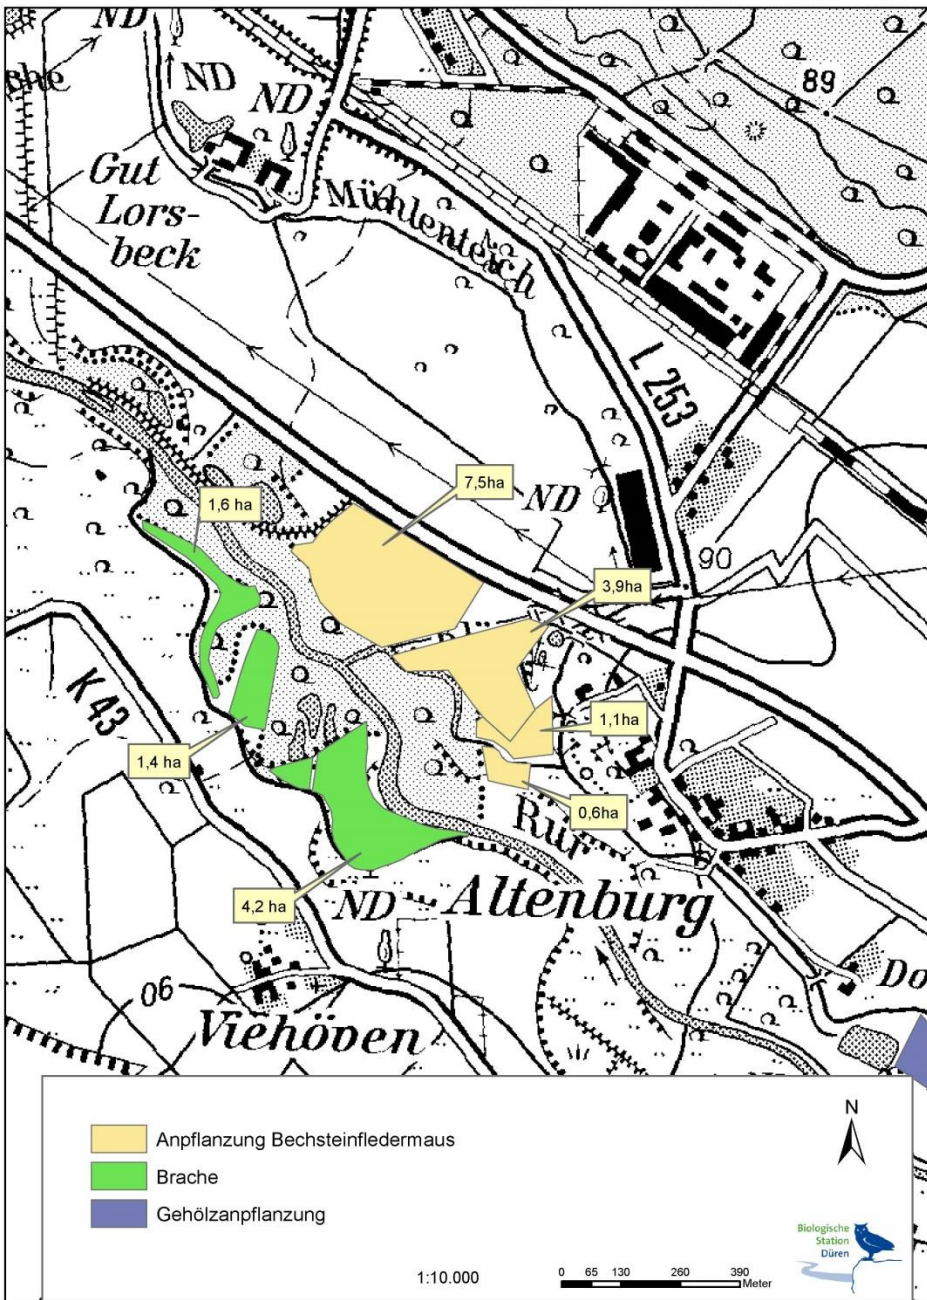 ND
ND
ND
89
Gut
Lors-
beck
Mühlenteich
L 253
7,5ha
1,6 ha
ND
90
3,9ha
K 43
1,1ha
1,4 ha
0,6ha
Rur
4,2 ha
ND
Altenburg
Do
90
Viehöven
N
Anpflanzung Bechsteinfledermaus
Brache
Gehölzanpflanzung
Biologische
Station
Düren
1:10.000
0 65 130 260 390
Meter